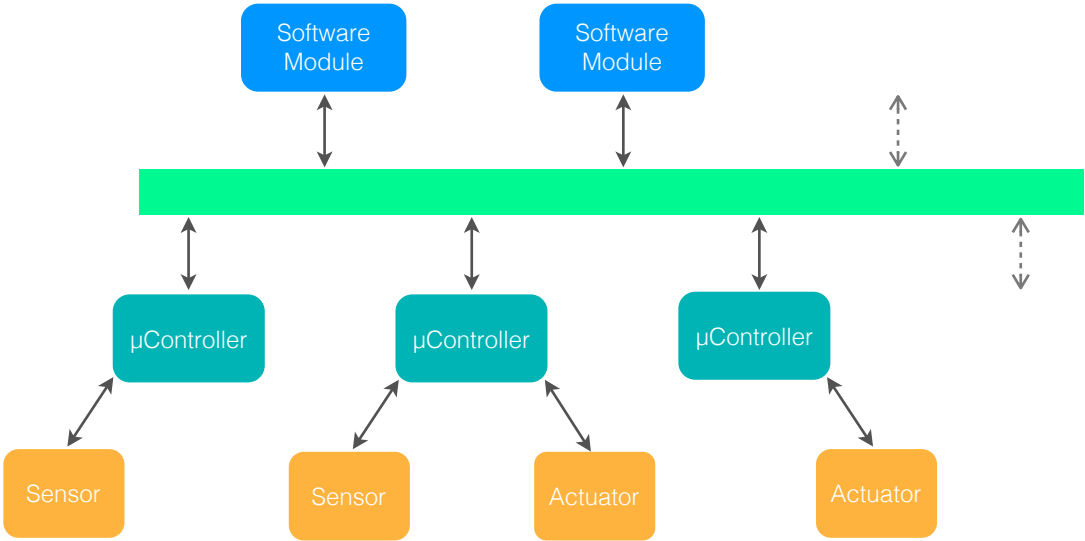 Software
Module
Software
Module
µController
µController
µController
Sensor
Sensor
Actuator
Actuator